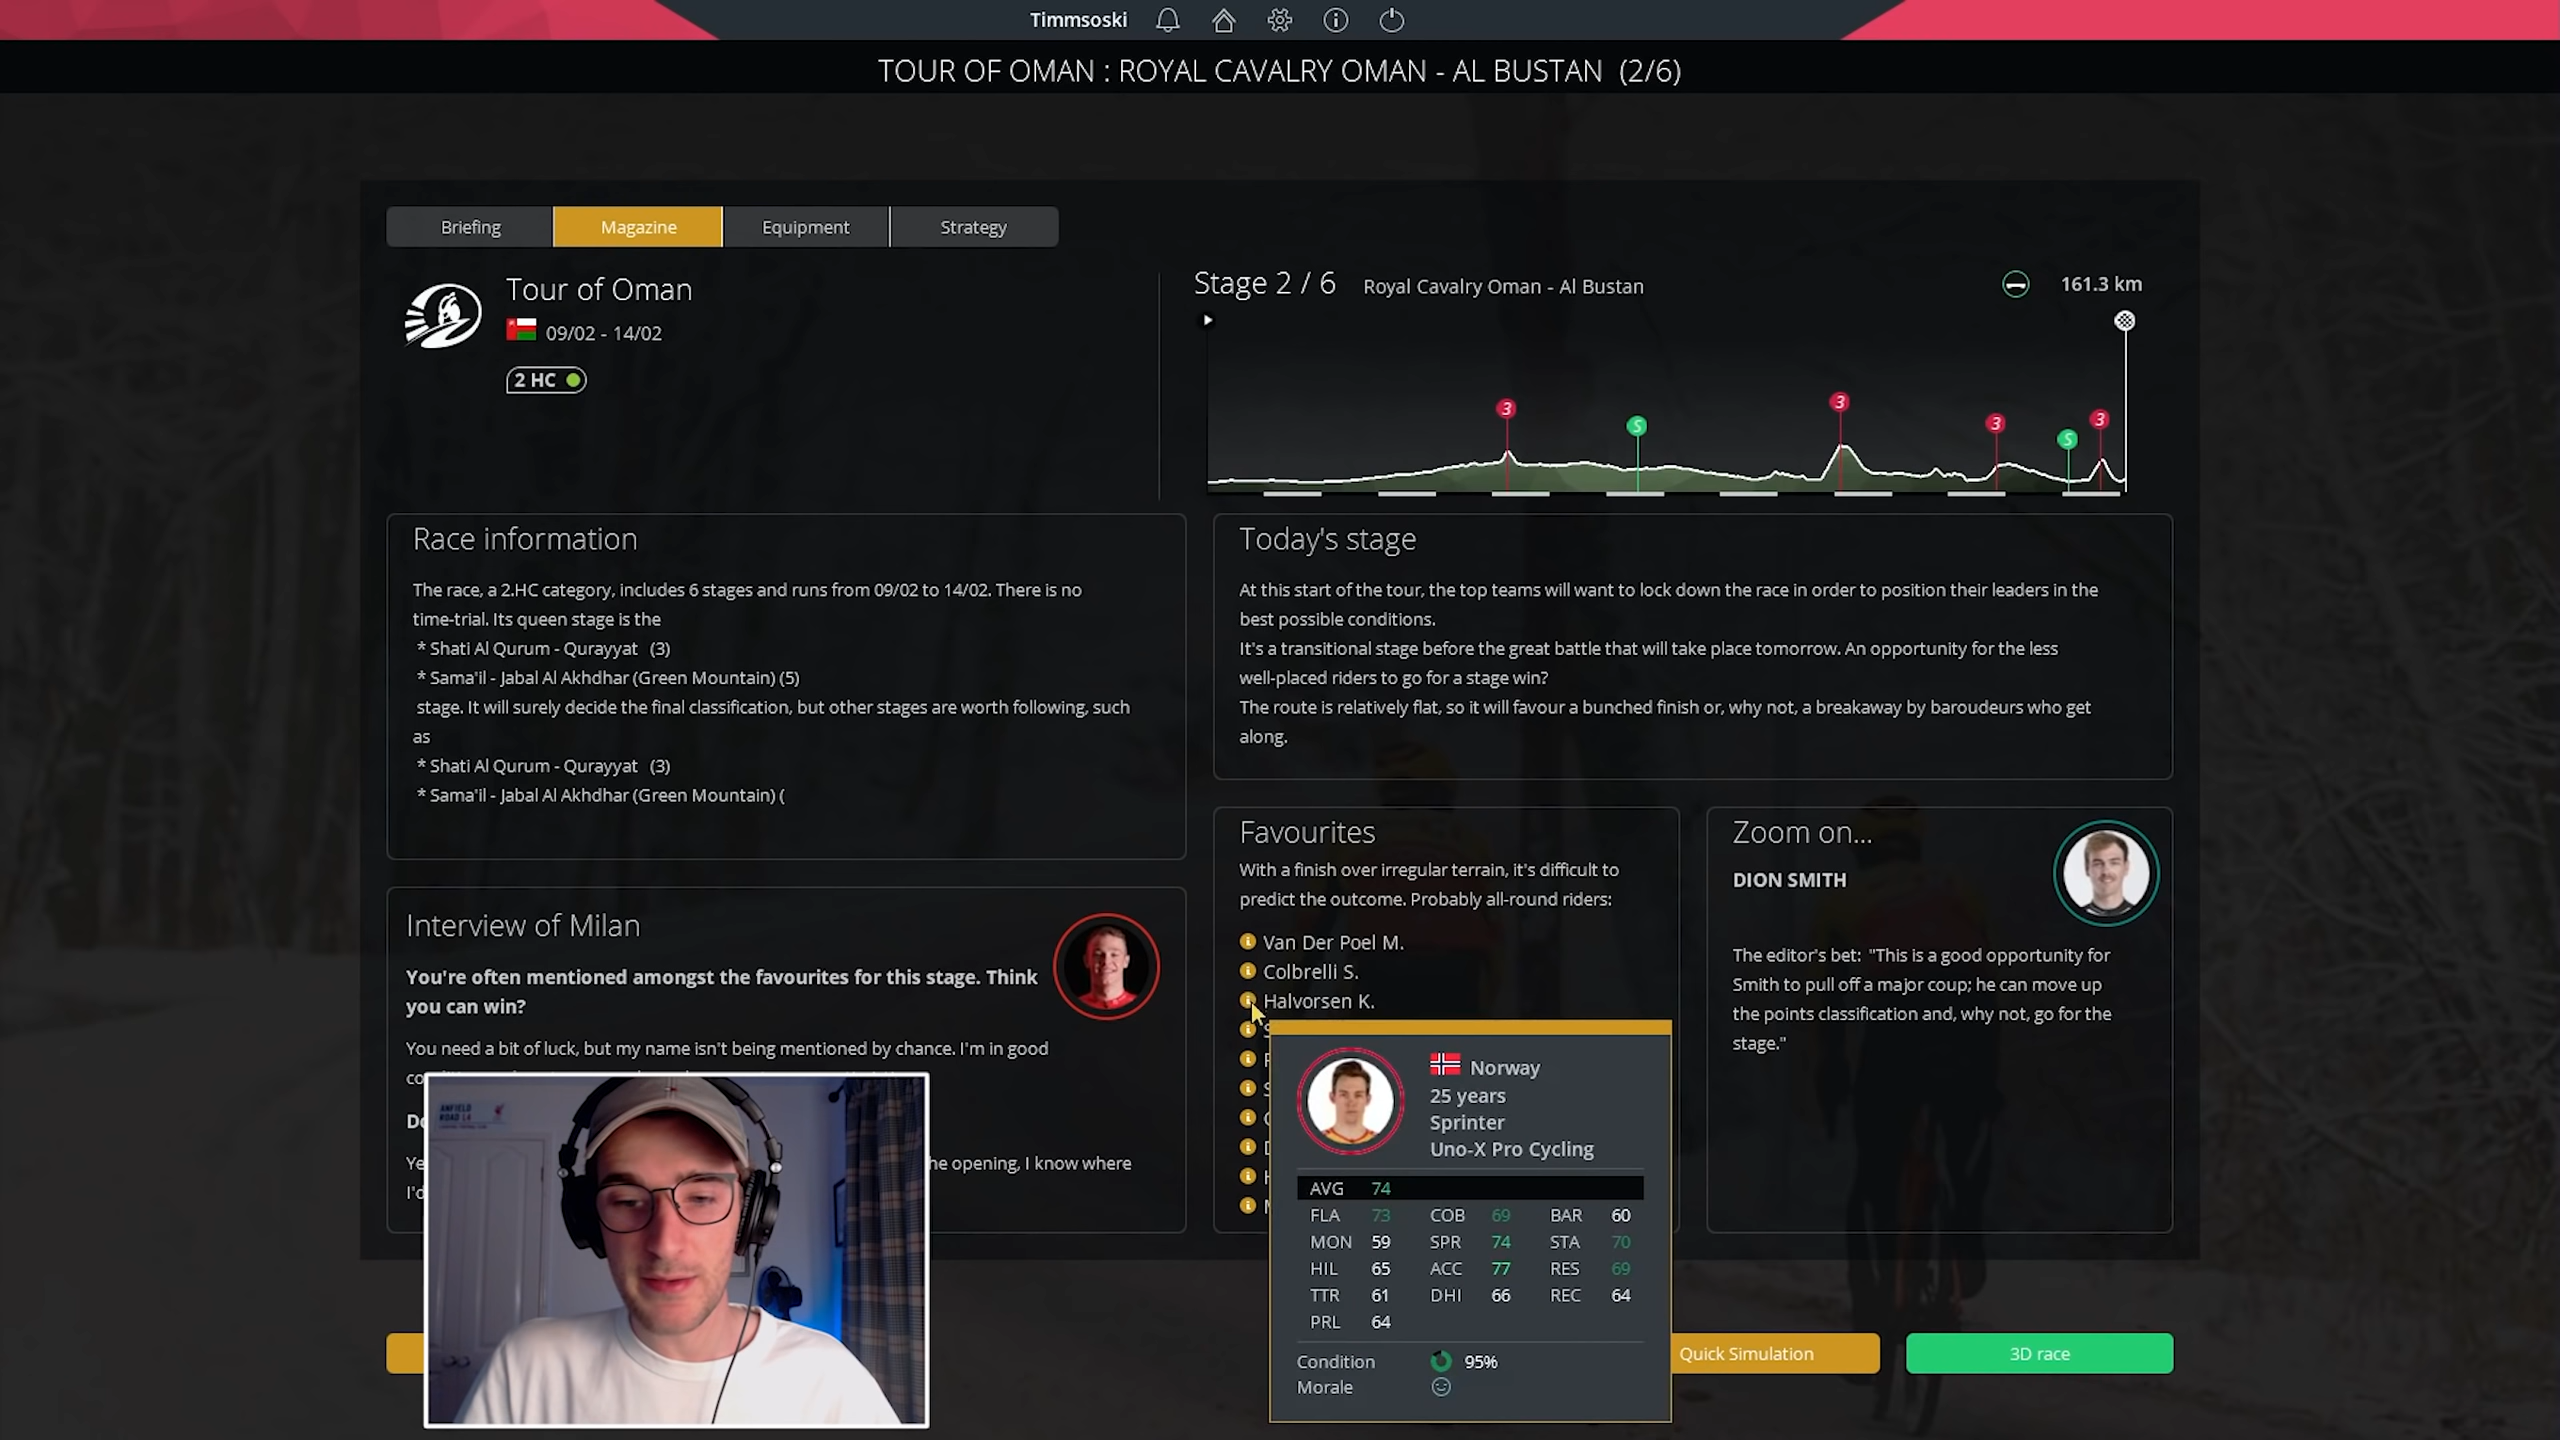 Timmsoski
TOUR OF OMAN : ROYAL CAVALRY OMAN - AL BUSTAN (2/6)
Briefing
Magazine
Equipment
Strategy
Tour of Oman
09/02 - 14/02
2 HC
Stage 2 / 6 Royal Cavalry Oman - Al Bustan
161.3 km
3
S
3
3
S
3
Race information
The race, a 2.HC category, includes 6 stages and runs from 09/02 to 14/02. There is no
time-trial. Its queen stage is the
* Shati Al Qurum - Qurayyat (3)
* Sama'il - Jabal Al Akhdhar (Green Mountain) (5)
stage. It will surely decide the final classification, but other stages are worth following, such
as
* Shati Al Qurum - Qurayyat (3)
* Sama'il - Jabal Al Akhdhar (Green Mountain) (
Today's stage
At this start of the tour, the top teams will want to lock down the race in order to position their leaders in the
best possible conditions.
It's a transitional stage before the great battle that will take place tomorrow. An opportunity for the less
well-placed riders to go for a stage win?
The route is relatively flat, so it will favour a bunched finish or, why not, a breakaway by baroudeurs who get
along.
Interview of Milan
You're often mentioned amongst the favourites for this stage. Think
you can win?
You need a bit of luck, but my name isn't being mentioned by chance. I'm in good
he opening, I know where
I'd
ANFIELD
ROAD L4
Favourites
With a finish over irregular terrain, it's difficult to
predict the outcome. Probably all-round riders:
Van Der Poel M.
Colbrelli S.
Halvorsen K.
Norway
25 years
Sprinter
Uno-X Pro Cycling
AVG 74
FLA 73 COB 69 BAR 60
MON 59 SPR 74 STA 70
HIL 65 ACC 77 RES 69
TTR 61 DHI 66 REC 64
PRL 64
Condition 95%
Morale
Zoom on...
DION SMITH
The editor's bet: "This is a good opportunity for
Smith to pull off a major coup; he can move up
the points classification and, why not, go for the
stage."
Quick Simulation
3D race